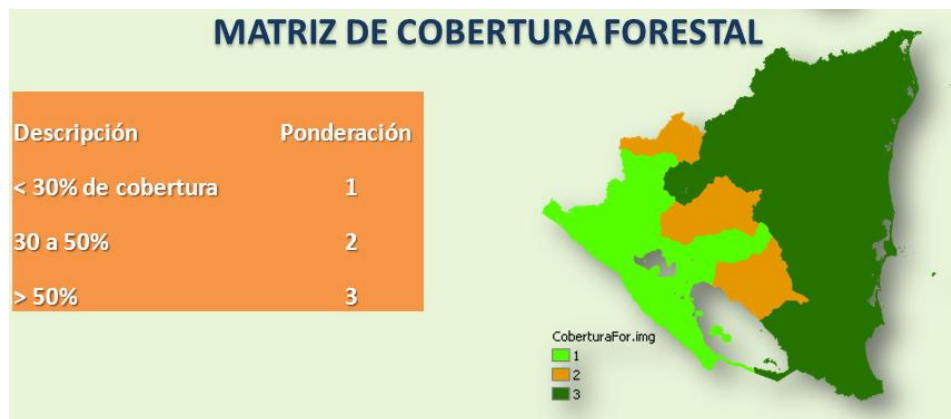 MATRIZ DE COBERTURA FORESTAL
Descripción Ponderación
< 30% de cobertura 1
30 a 50% 2
> 50% 3
CoberturaFor.img
1
2
3